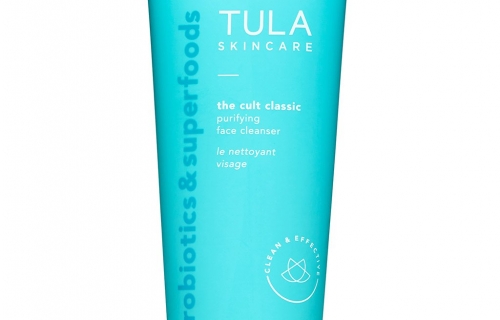 TULA
SKINCARE
the cult classic
purifying
face cleanser
le nettoyant
visage
robiotics & superfoods
CLEAN & EFFECTIVE